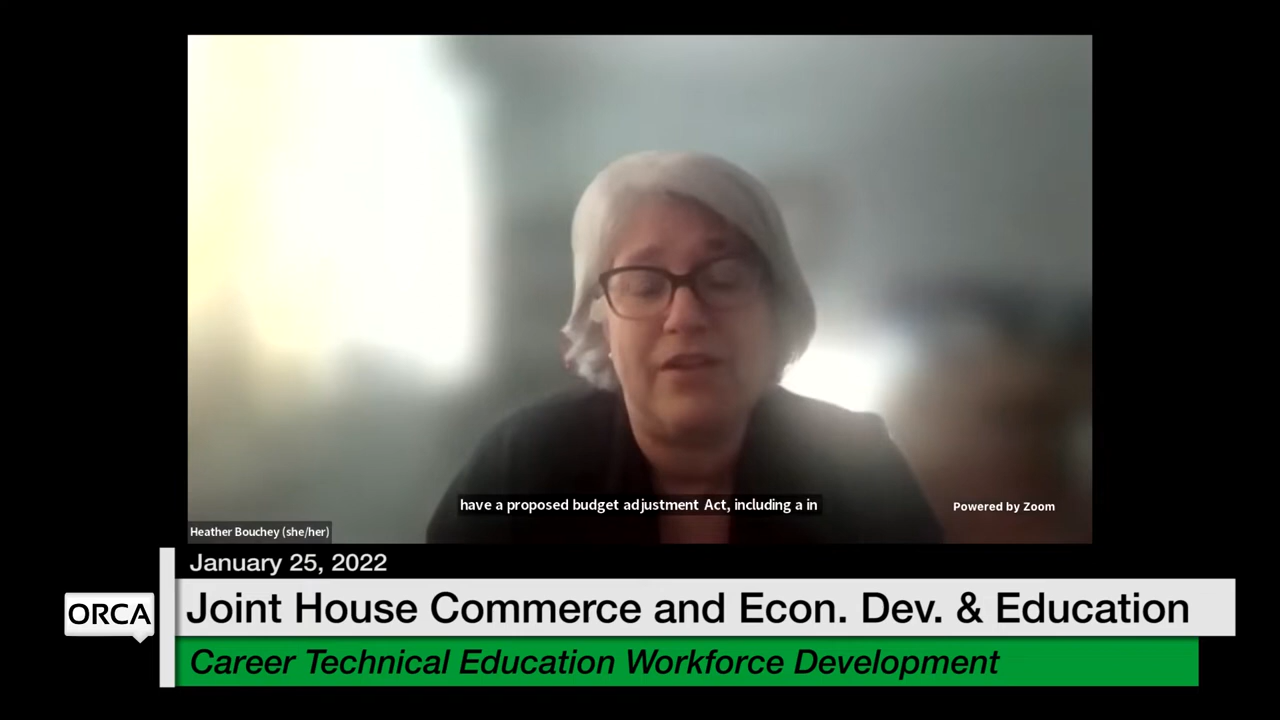 have a proposed budget adjustment Act, including a in
Powered by Zoom
Heather Bouchey (she/her)
January 25, 2022
ORCA
Joint House Commerce and Econ. Dev. & Education
Career Technical Education Workforce Development